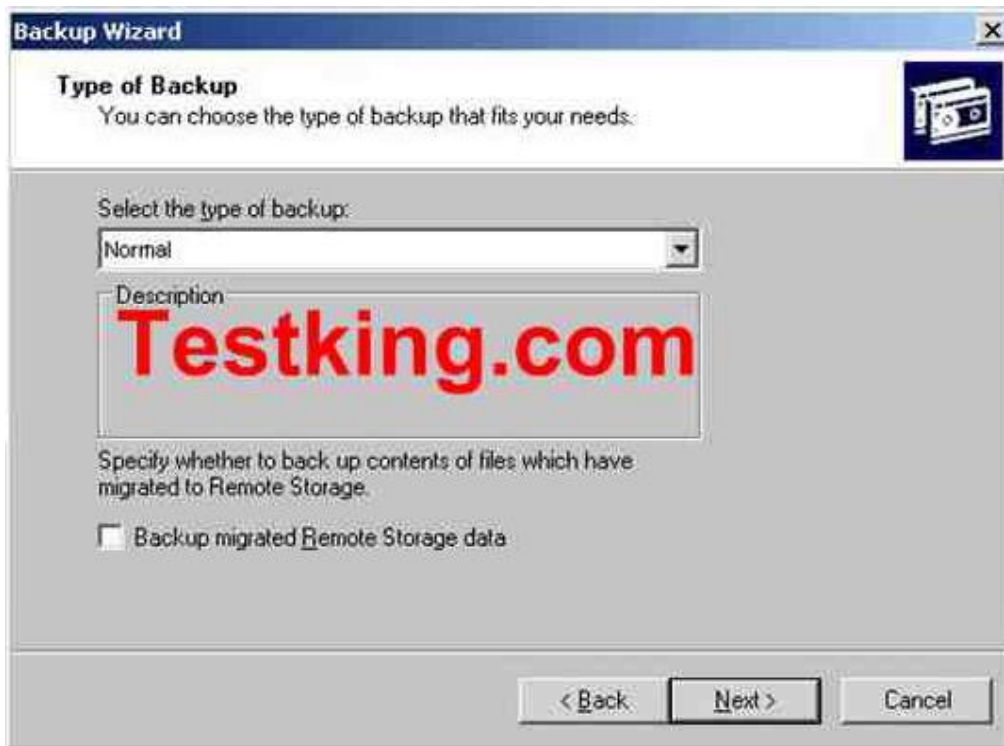 Backup Wizard
Type of Backup
You can choose the type of backup that fits your needs.
Select the type of backup:
Normal
Description
Testking.com
Specify whether to back up contents of files which have
migrated to Remote Storage.
Backup migrated Remote Storage data
< Back
Next >
Cancel